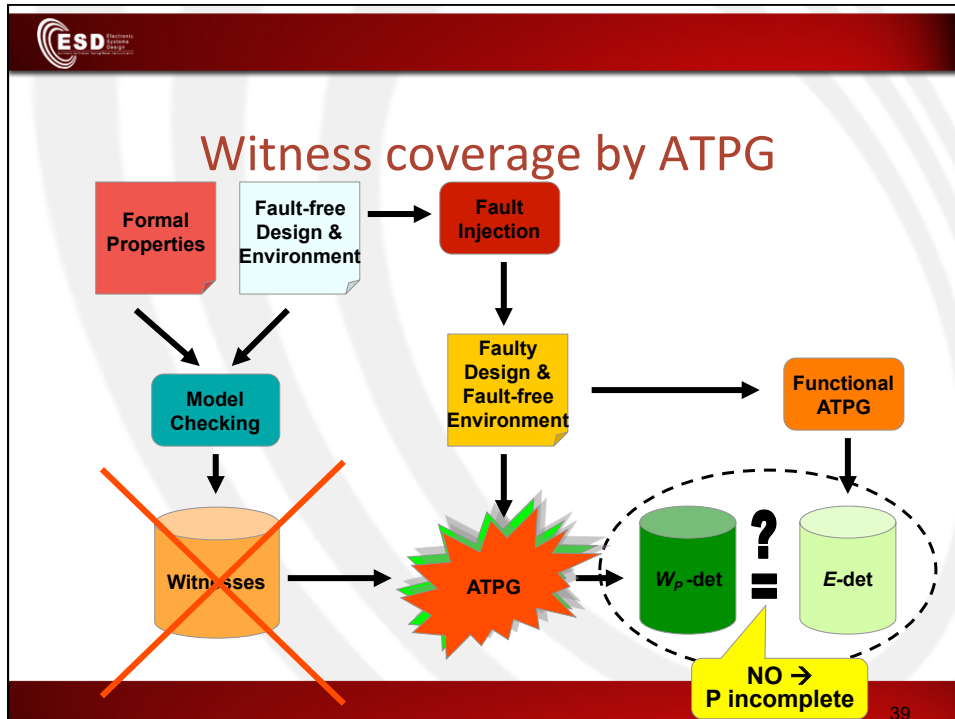 ESD Electronic
Systems
Design
Witness coverage by ATPG
Formal
Properties
Fault-free
Design &
Environment
Fault
Injection
Model
Checking
Faulty
Design &
Fault-free
Environment
Functional
ATPG
Witnesses
ATPG
WP-det
?
=
E-det
NO →
P incomplete
39